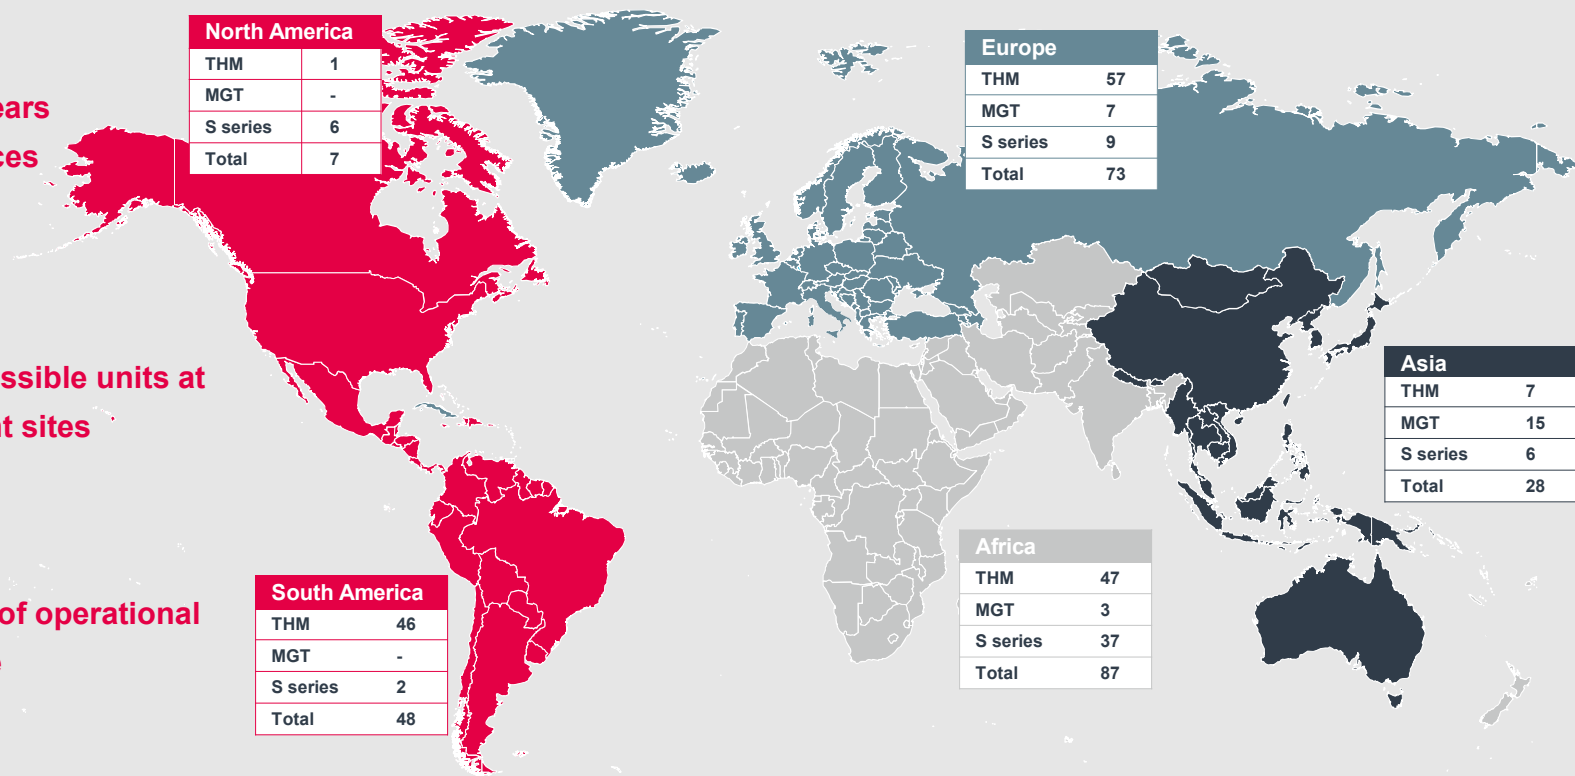 North America
THM 1
MGT -
S series 6
Total 7
Europe
THM 57
MGT 7
S series 9
Total 73
ssible units at
nt sites
Asia
THM 7
MGT 15
S series 6
Total 28
of operational
South America
THM 46
MGT -
S series 2
Total 48
Africa
THM 47
MGT 3
S series 37
Total 87